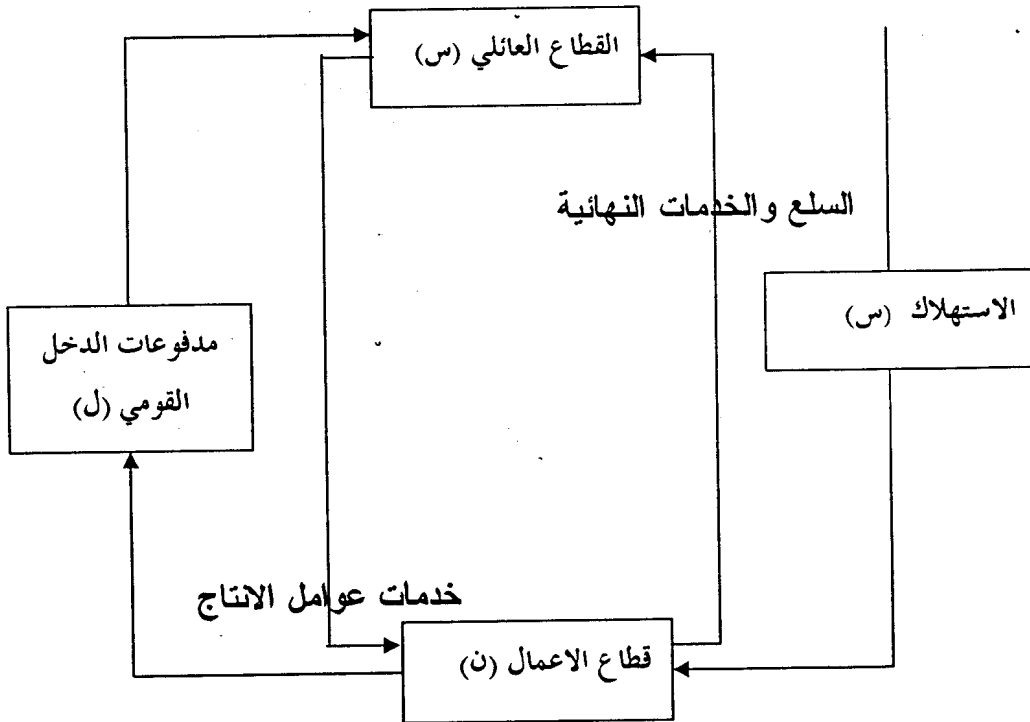 القطاع العائلي (س)
السلع والخدمات النهائية
الاستهلاك (س)
مدفوعات الدخل
القومي (ل)
خدمات عوامل الانتاج
قطاع الاعمال (ن)